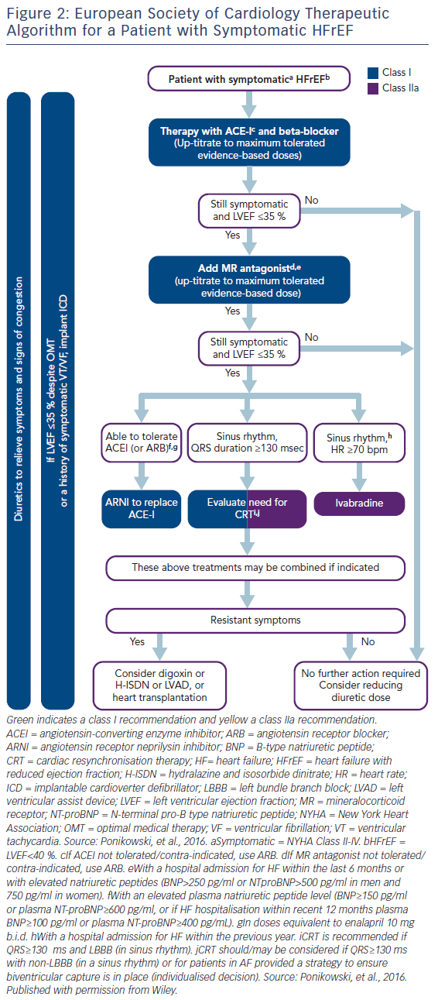 Figure 2: European Society of Cardiology Therapeutic
Algorithm for a Patient with Symptomatic HFrEF
Class I
Class IIa
Patient with symptomaticᵃ HFrEFᵇ
Therapy with ACE-Iᶜ and beta-blocker
(Up-titrate to maximum tolerated
evidence-based doses)
Still symptomatic
and LVEF ≤35 %
No
Yes
Add MR antagonistᵈ,ᵉ
(up-titrate to maximum tolerated
evidence-based dose)
Yes
Still symptomatic
and LVEF ≤35 %
No
Yes
Able to tolerate
ACEI (or ARB)ᶠ,ᵍ
Sinus rhythm,
QRS duration ≥130 msec
Sinus rhythm,ʰ
HR ≥70 bpm
ARNI to replace
ACE-I
Evaluate need for
CRTⁱ,ʲ
Ivabradine
These above treatments may be combined if indicated
Resistant symptoms
Yes
No
Consider digoxin or
H-ISDN or LVAD, or
heart transplantation
No further action required
Consider reducing
diuretic dose
Diuretics to relieve symptoms and signs of congestion
If LVEF ≤35 % despite OMT
or a history of symptomatic VT/VF, implant ICD
Green indicates a class I recommendation and yellow a class IIa recommendation.
ACEI = angiotensin-converting enzyme inhibitor; ARB = angiotensin receptor blocker;
ARNI = angiotensin receptor neprilysin inhibitor; BNP = B-type natriuretic peptide;
CRT = cardiac resynchronisation therapy; HF= heart failure; HFrEF = heart failure with
reduced ejection fraction; H-ISDN = hydralazine and isosorbide dinitrate; HR = heart rate;
ICD = implantable cardioverter defibrillator; LBBB = left bundle branch block; LVAD = left
ventricular assist device; LVEF = left ventricular ejection fraction; MR = mineralocorticoid
receptor; NT-proBNP = N-terminal pro-B type natriuretic peptide; NYHA = New York Heart
Association; OMT = optimal medical therapy; VF = ventricular fibrillation; VT = ventricular
tachycardia. Source: Ponikowski, et al., 2016. aSymptomatic = NYHA Class II-IV. bHFrEF =
LVEF<40 %. cIf ACEI not tolerated/contra-indicated, use ARB. dIf MR antagonist not tolerated/
contra-indicated, use ARB. eWith a hospital admission for HF within the last 6 months or
with elevated natriuretic peptides (BNP>250 pg/ml or NTproBNP>500 pg/ml in men and
750 pg/ml in women). fWith an elevated plasma natriuretic peptide level (BNP≥150 pg/ml
or plasma NT-proBNP≥600 pg/ml, or if HF hospitalisation within recent 12 months plasma
BNP≥100 pg/ml or plasma NT-proBNP≥400 pg/mL). gIn doses equivalent to enalapril 10 mg
b.i.d. hWith a hospital admission for HF within the previous year. iCRT is recommended if
QRS≥130 ms and LBBB (in sinus rhythm). jCRT should/may be considered if QRS≥130 ms
with non-LBBB (in a sinus rhythm) or for patients in AF provided a strategy to ensure
biventricular capture is in place (individualised decision). Source: Ponikowski, et al., 2016.
Published with permission from Wiley.